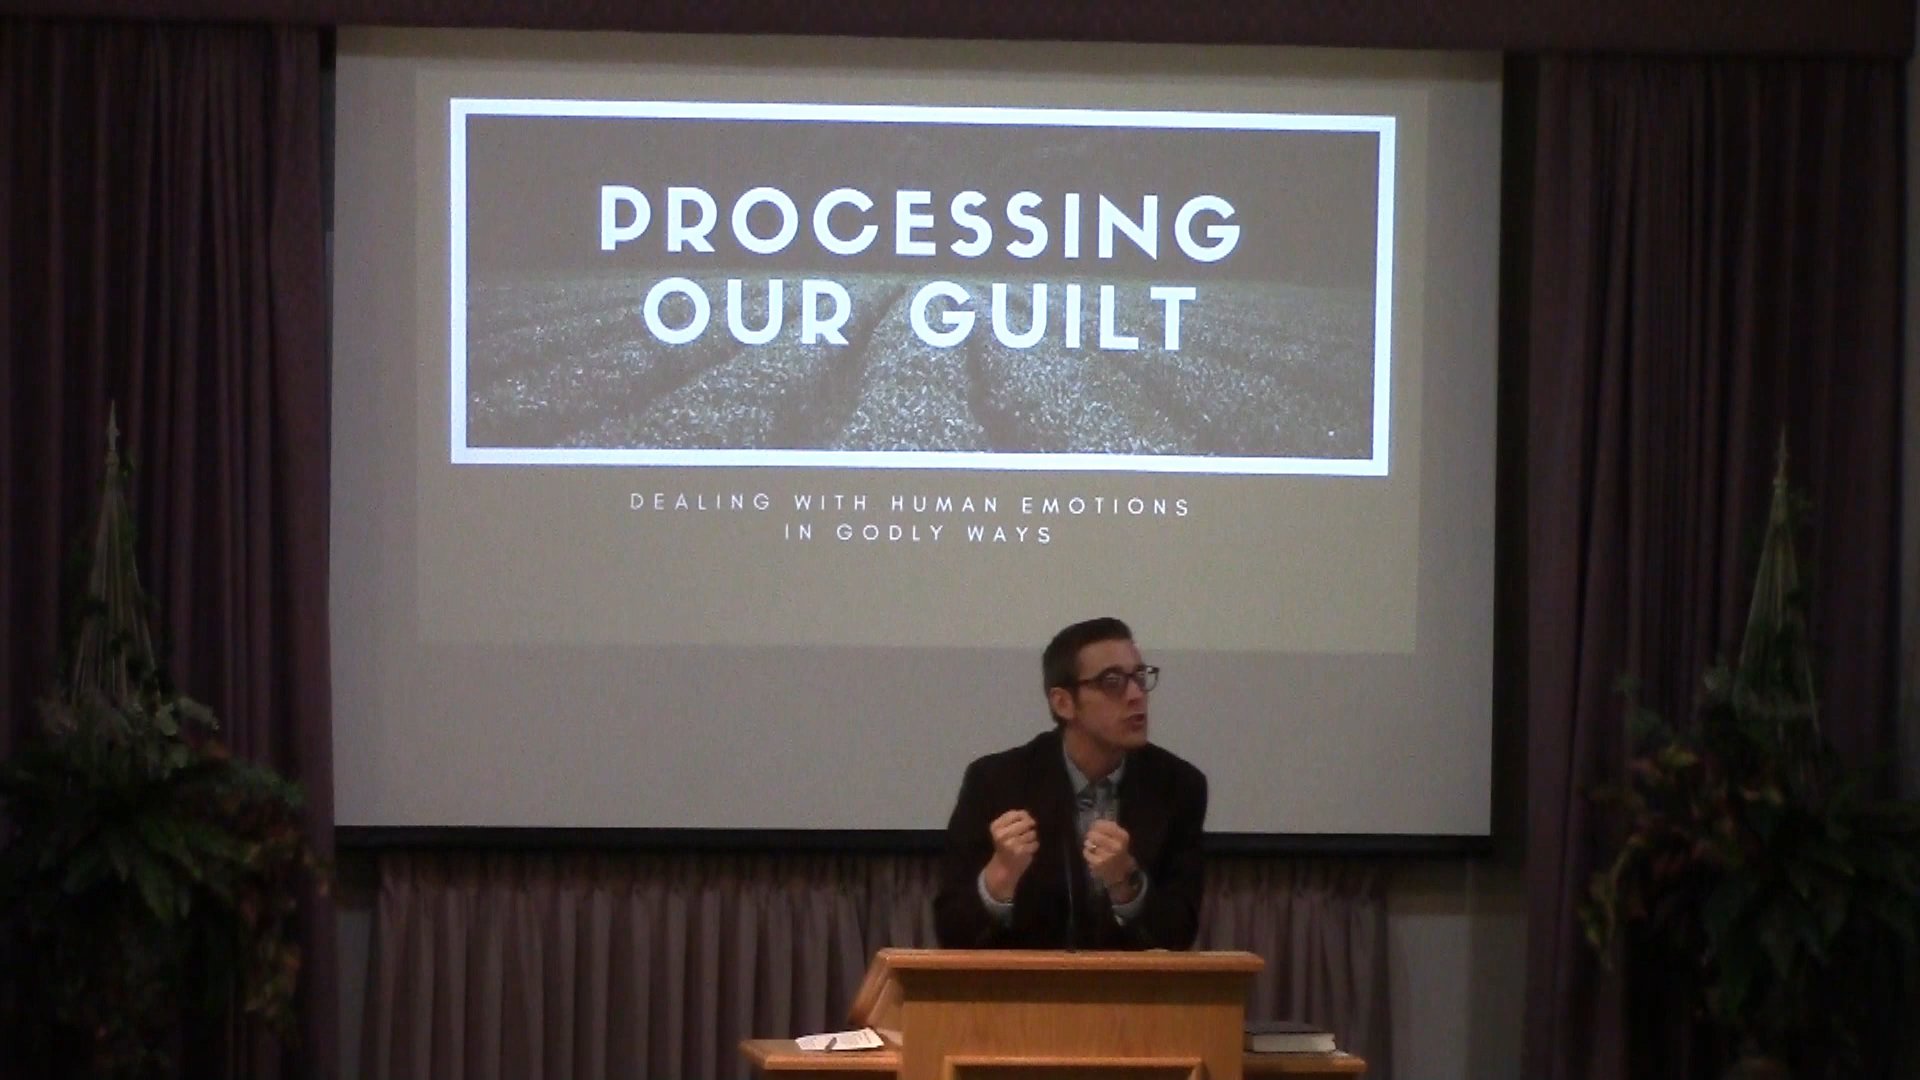 PROCESSING
OUR GUILT
DEALING WITH HUMAN EMOTIONS
IN GODLY WAYS